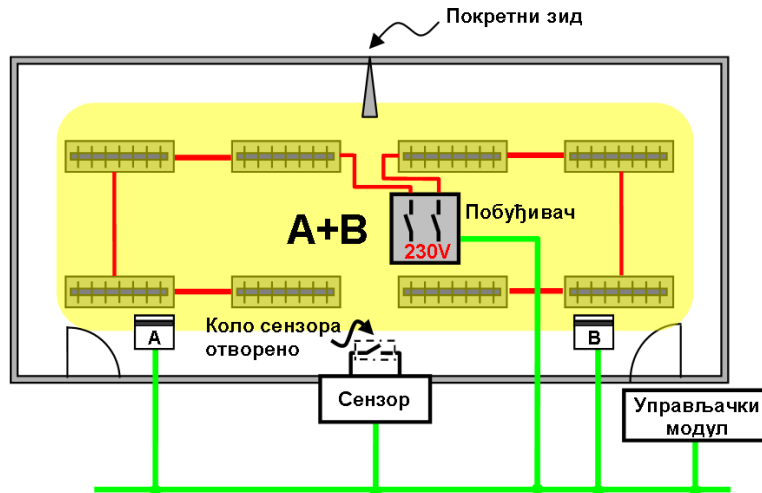 Покретни зид
A+B
Побуђивач
230V
A
Коло сензора
отворено
B
Сензор
Управљачки
модул